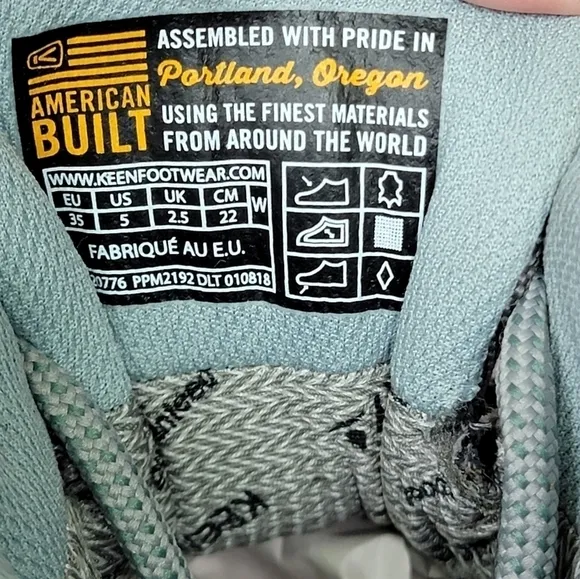 ASSEMBLED WITH PRIDE IN
Portland, Oregon
AMERICAN
BUILT
USING THE FINEST MATERIALS
FROM AROUND THE WORLD
WWW.KEENFOOTWEAR.COM
EU US UK CM W
35 5 2.5 22
FABRIQUÉ AU E.U.
PPM2192 DLT 010818
KEEN